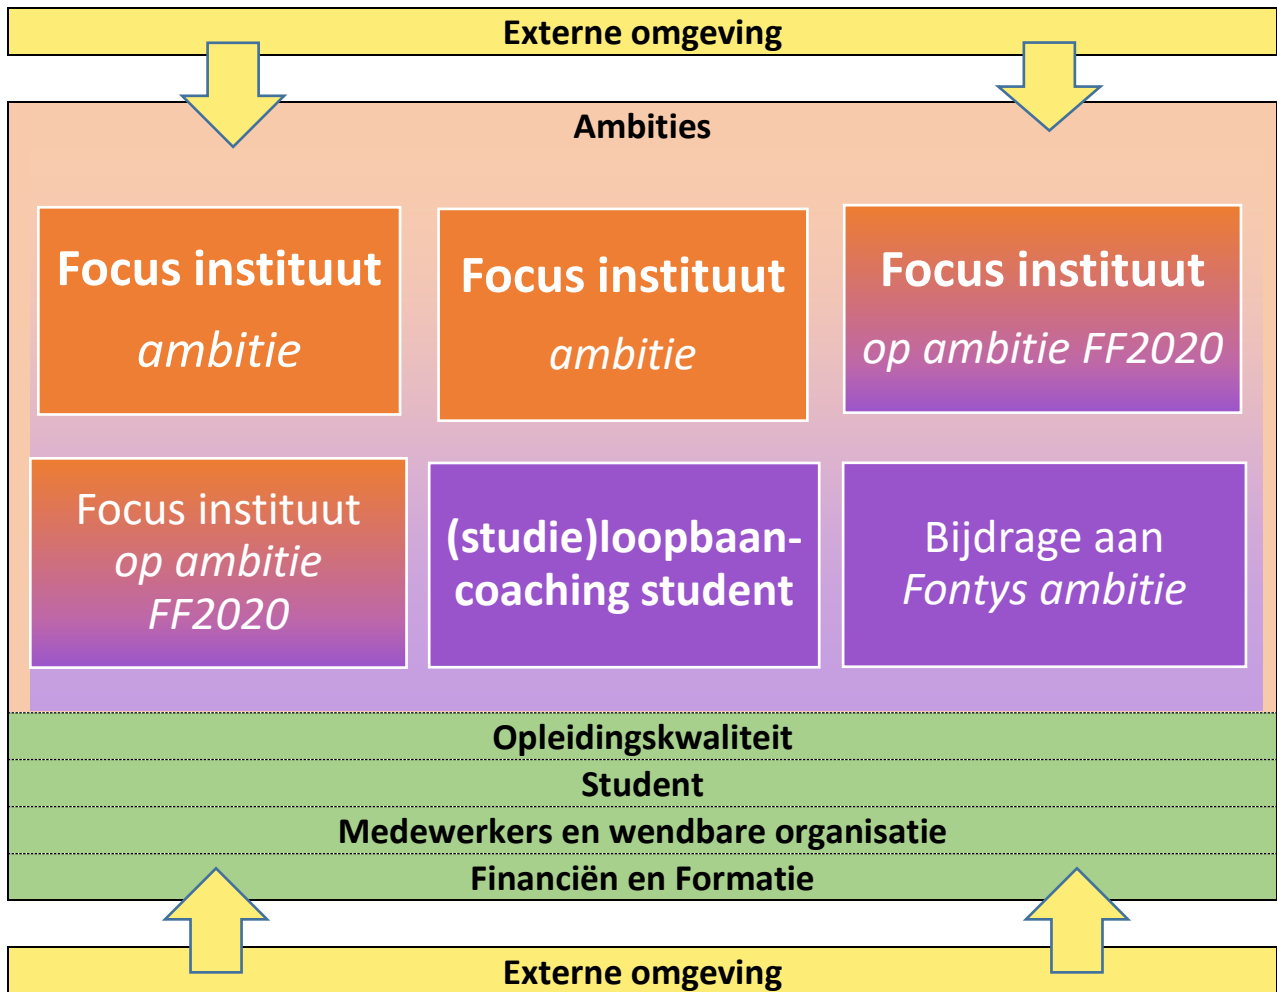 Externe omgeving
Ambities
Focus instituut
ambitie
Focus instituut
ambitie
Focus instituut
op ambitie FF2020
Focus instituut
op ambitie
FF2020
(studie)loopbaan-
coaching student
Bijdrage aan
Fontys ambitie
Opleidingskwaliteit
Student
Medewerkers en wendbare organisatie
Financiën en Formatie
Externe omgeving